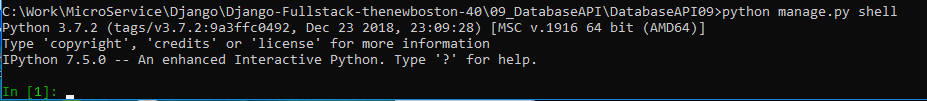 C:\Work\MicroService\Django\Django-Fullstack-thenewboston-40\09_DatabaseAPI\DatabaseAPI09>python manage.py shell
Python 3.7.2 (tags/v3.7.2:9a3ffc0492, Dec 23 2018, 23:09:28) [MSC v.1916 64 bit (AMD64)]
Type 'copyright', 'credits' or 'license' for more information
IPython 7.5.0 -- An enhanced Interactive Python. Type '?' for help.
In [1]: